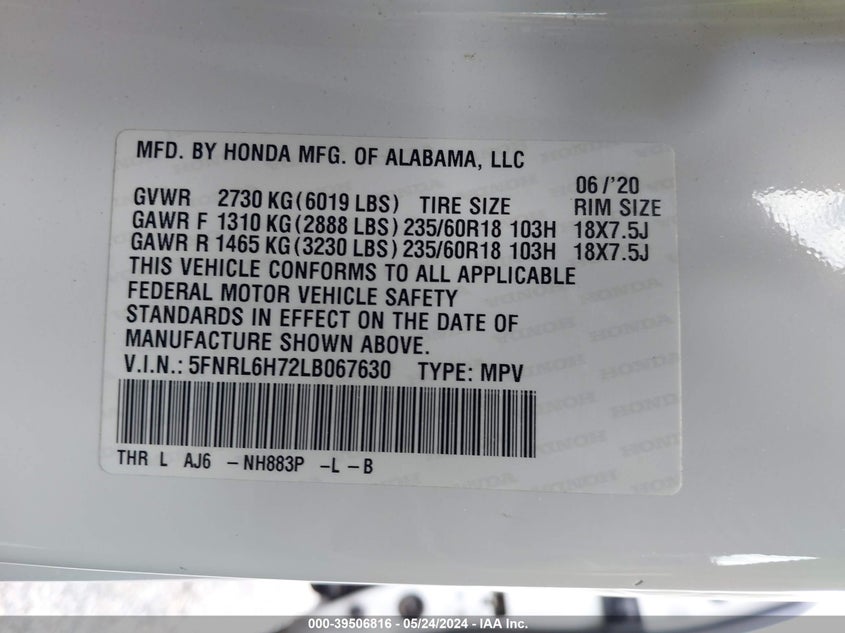 MFD. BY HONDA MFG. OF ALABAMA, LLC
06/'20
GVWR 2730 KG(6019 LBS) TIRE SIZE RIM SIZE
GAWR F 1310 KG(2888 LBS) 235/60R18 103H 18X7.5J
GAWR R 1465 KG(3230 LBS) 235/60R18 103H 18X7.5J
THIS VEHICLE CONFORMS TO ALL APPLICABLE
FEDERAL MOTOR VEHICLE SAFETY
STANDARDS IN EFFECT ON THE DATE OF
MANUFACTURE SHOWN ABOVE.
V.I.N.: 5FNRL6H72LB067630 TYPE: MPV
THR L AJ6 -NH883P -L -B
000-39506816 - 05/24/2024 - IAA Inc.